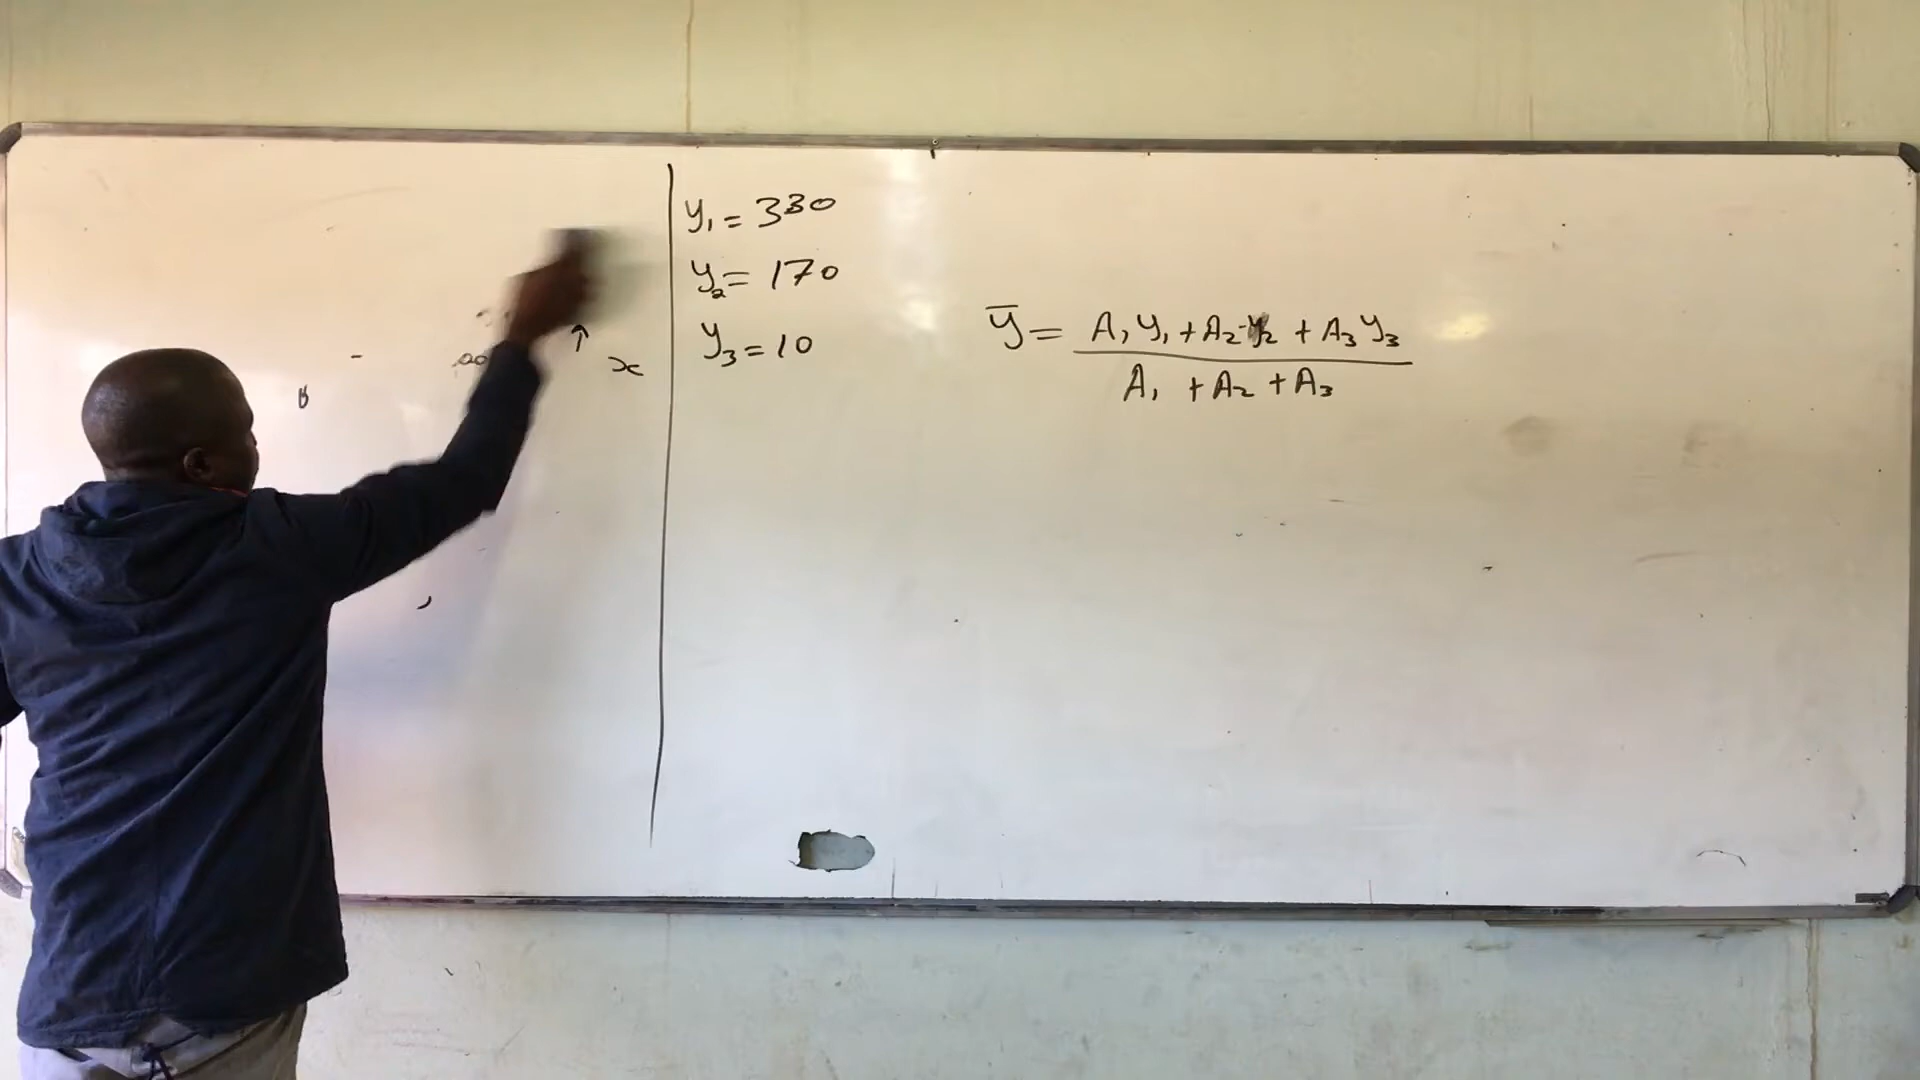 y₁ = 330
y₂ = 170
y₃ = 10
x
ȳ = A₁y₁ + A₂y₂ + A₃y₃
A₁ + A₂ + A₃